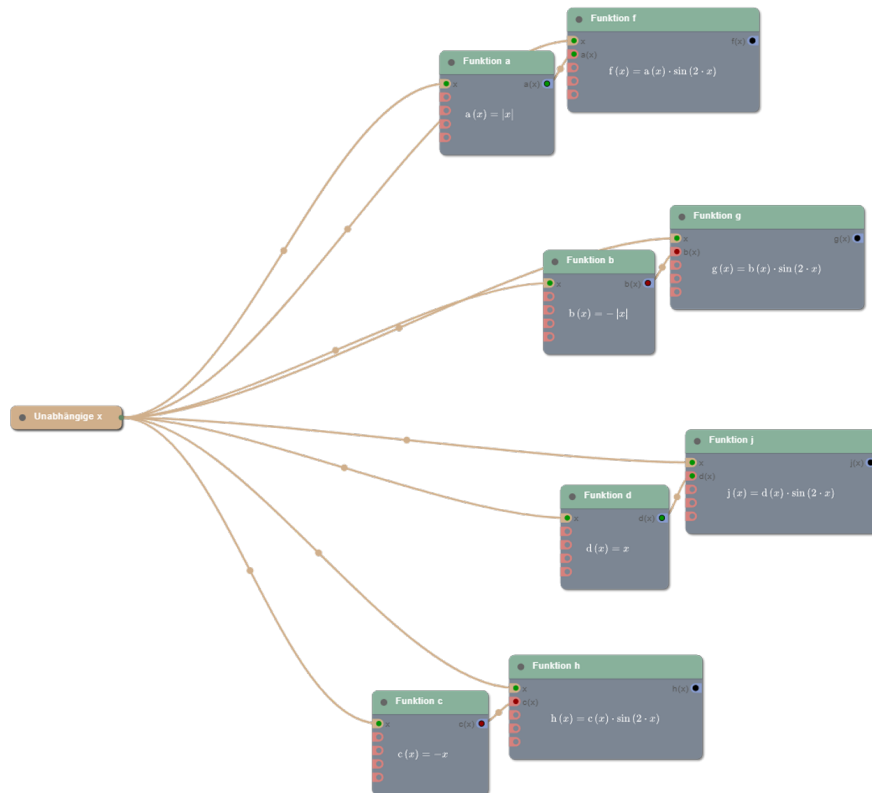 Funktion f
x
f(x)
a(x)
f (x) = a (x) · sin (2 · x)
Funktion a
x
a(x)
a (x) = |x|
Funktion g
x
g(x)
b(x)
g (x) = b (x) · sin (2 · x)
Funktion b
x
b(x)
b (x) = − |x|
Unabhängige x
Funktion j
x
j(x)
d(x)
j (x) = d (x) · sin (2 · x)
Funktion d
x
d(x)
d (x) = x
Funktion h
x
h(x)
c(x)
h (x) = c (x) · sin (2 · x)
Funktion c
x
c(x)
c (x) = −x